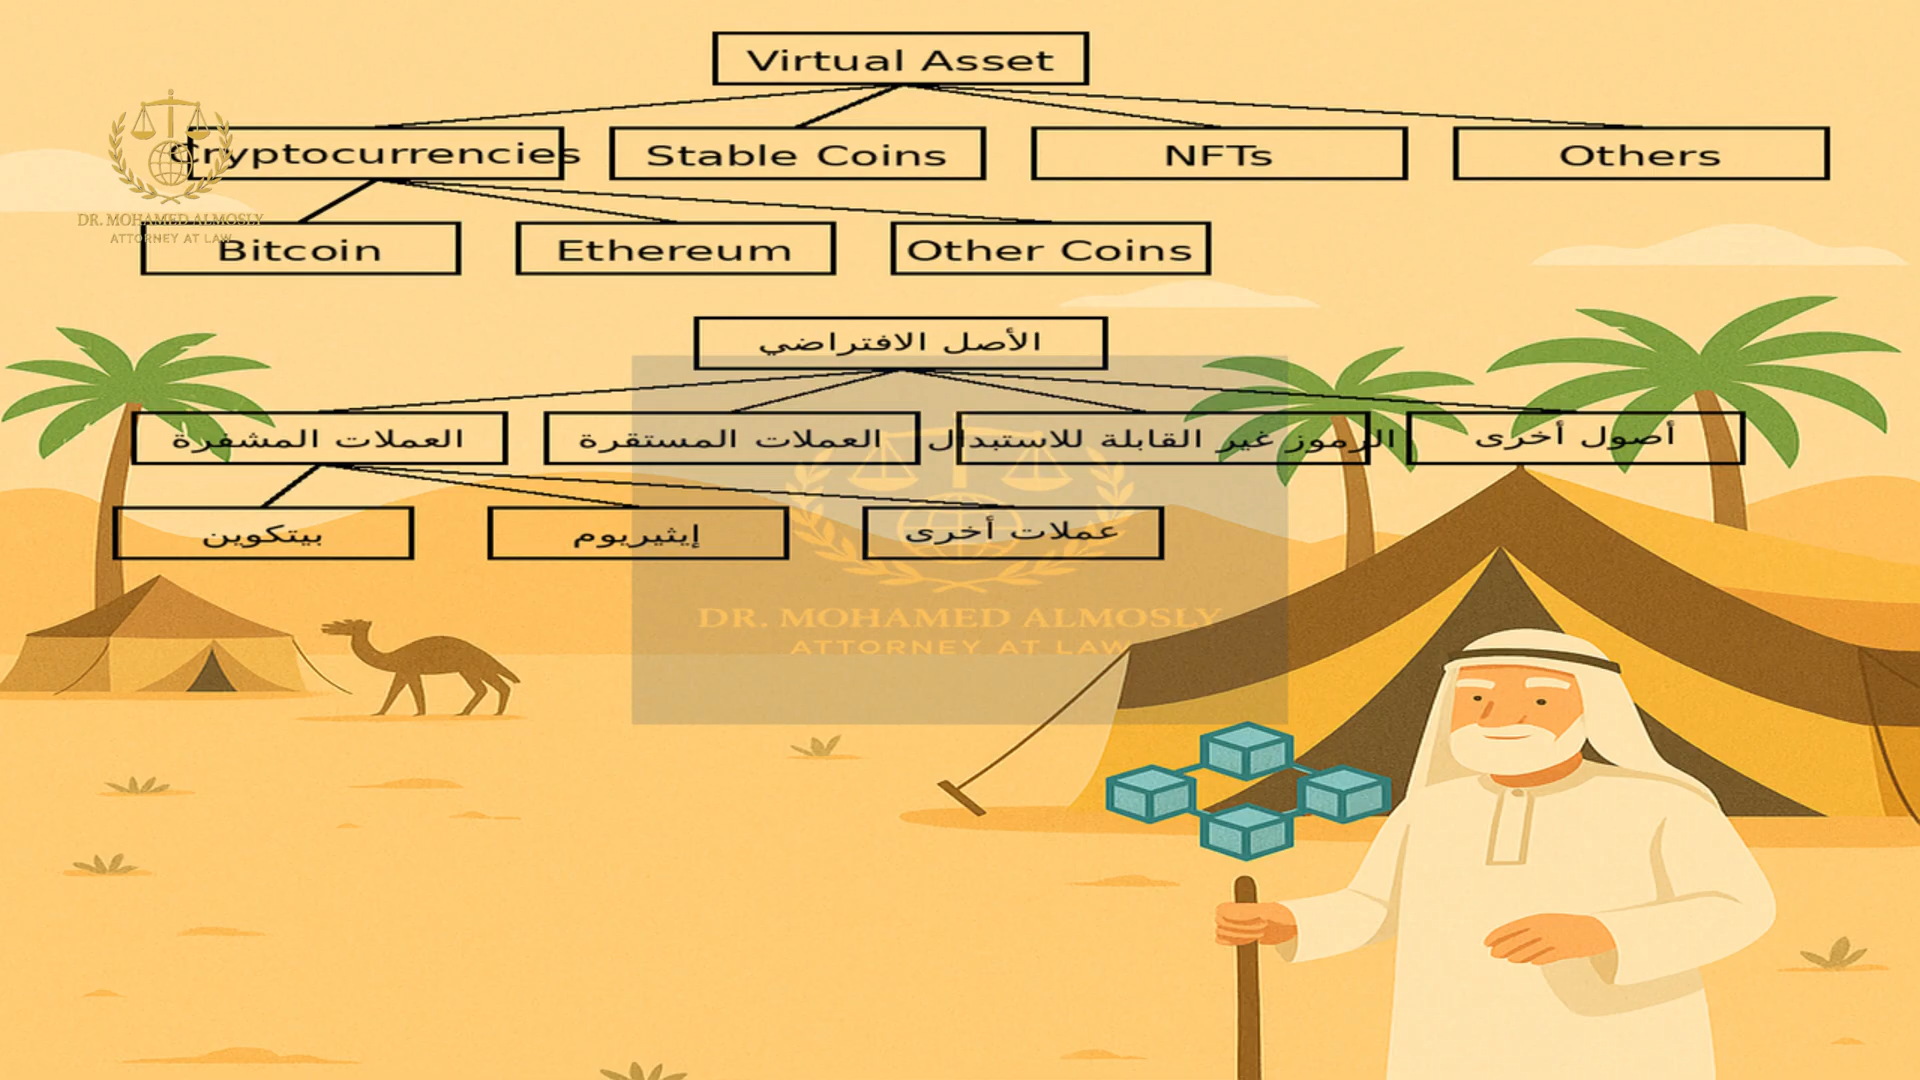 Virtual Asset
Cryptocurrencies
Stable Coins
NFTs
Others
Bitcoin
Ethereum
Other Coins
DR. MOHAMED ALMOSLY
ATTORNEY AT LAW
الأصل الافتراضي
العملات المشفرة
العملات المستقرة
الرموز غير القابلة للاستبدال
أصول أخرى
بيتكوين
إيثيريوم
عملات أخرى
DR. MOHAMED ALMOSLY
ATTORNEY AT LAW